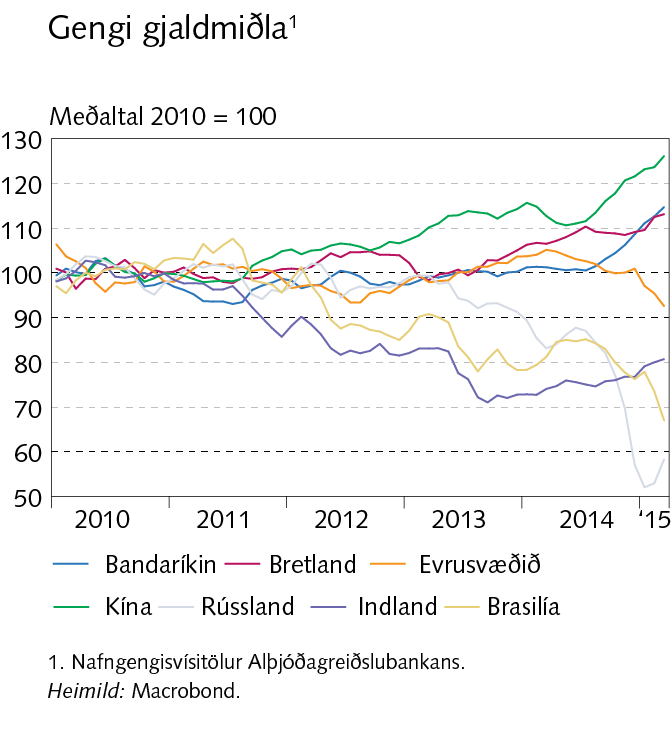 Gengi gjaldmiðla¹
Meðaltal 2010 = 100
130
120
110
100
90
80
70
60
50
2010 2011 2012 2013 2014 '15
Bandaríkin Bretland Evrusvæðið
Kína Rússland Indland Brasilía
1. Nafngengisvísitölur Alþjóðagreiðslubankans.
Heimild: Macrobond.